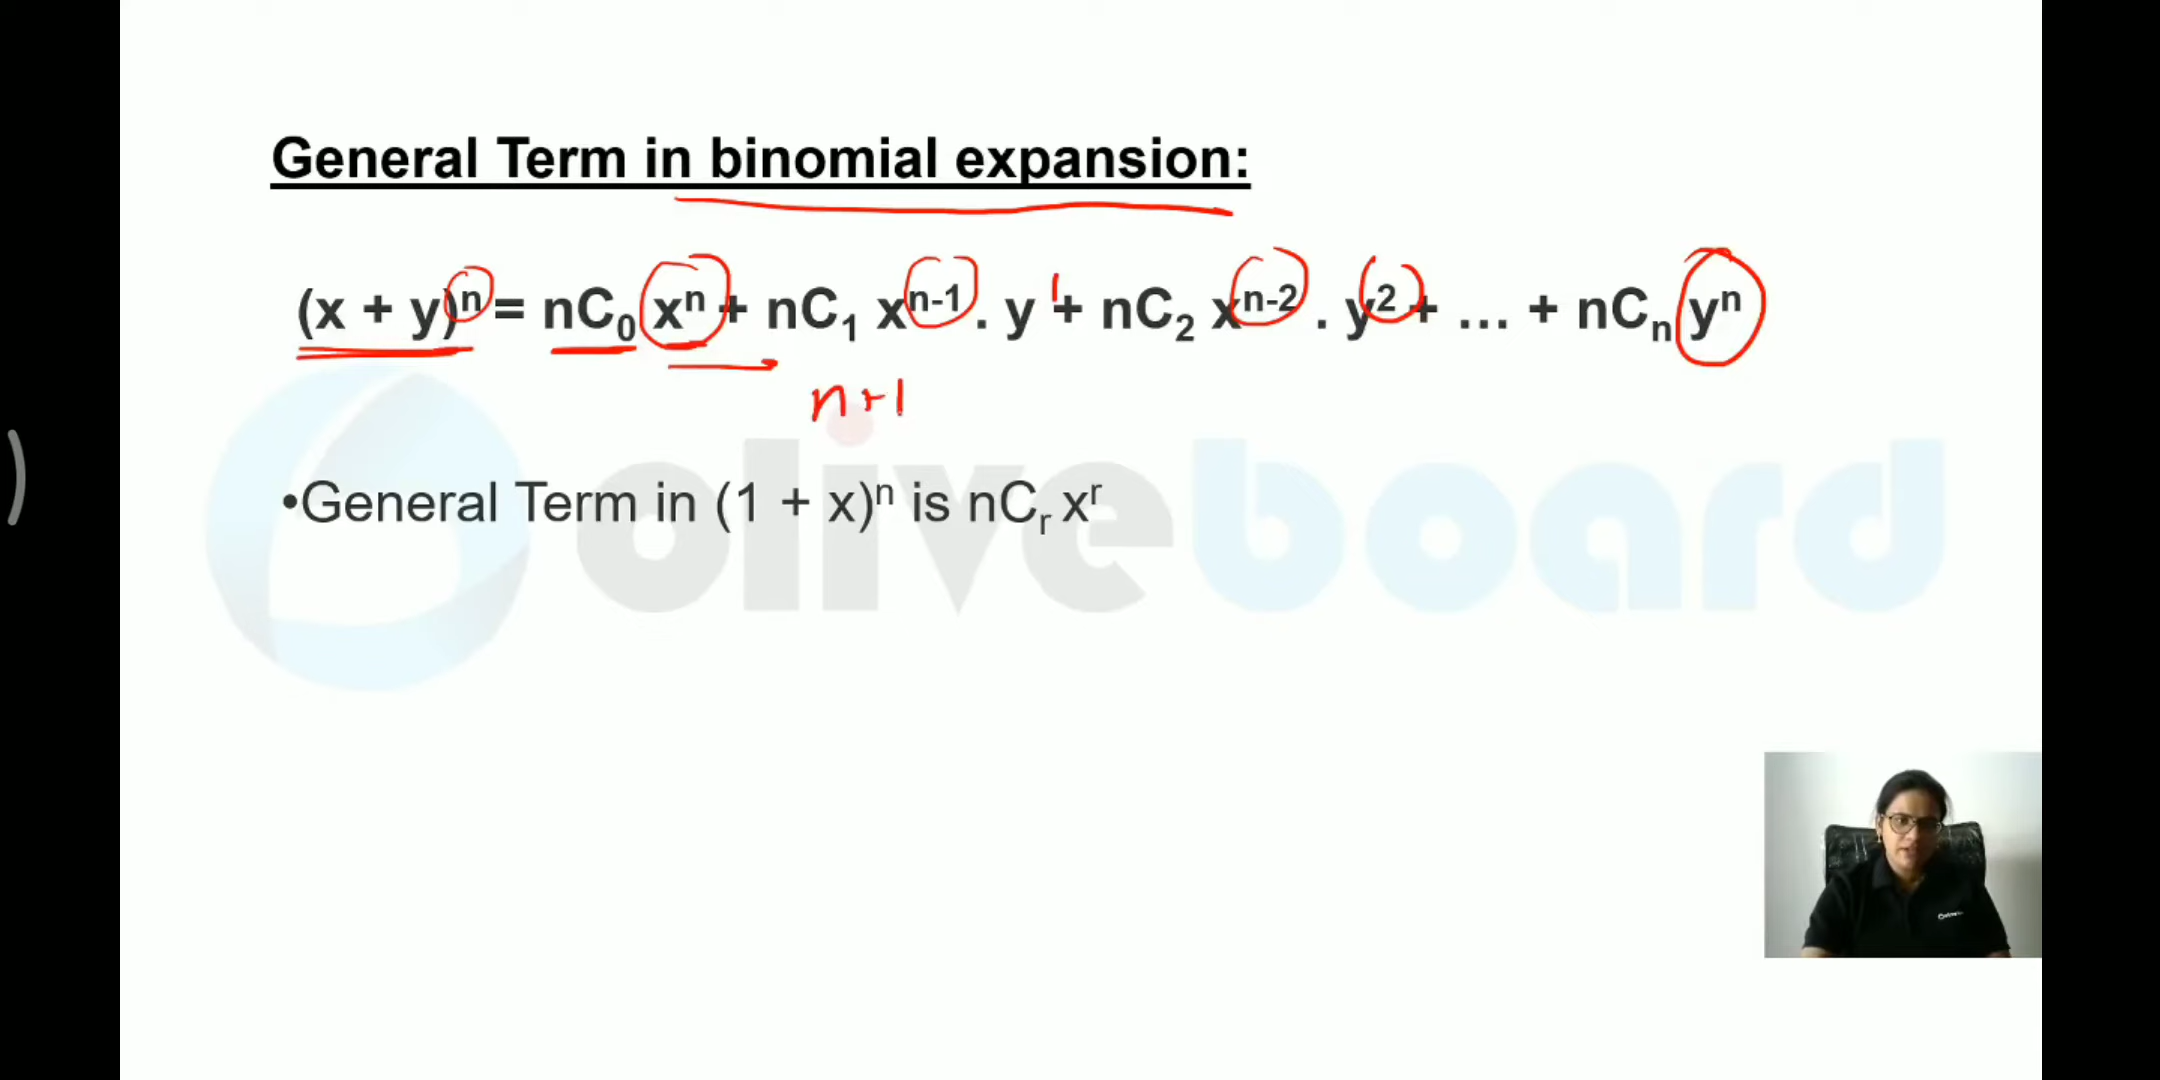 General Term in binomial expansion:
(x + y)ⁿ = nC₀ xⁿ + nC₁ xⁿ⁻¹ . y¹ + nC₂ xⁿ⁻² . y² + ... + nCₙ yⁿ
n+1
•General Term in (1 + x)ⁿ is nCᵣ xʳ
oliveboard